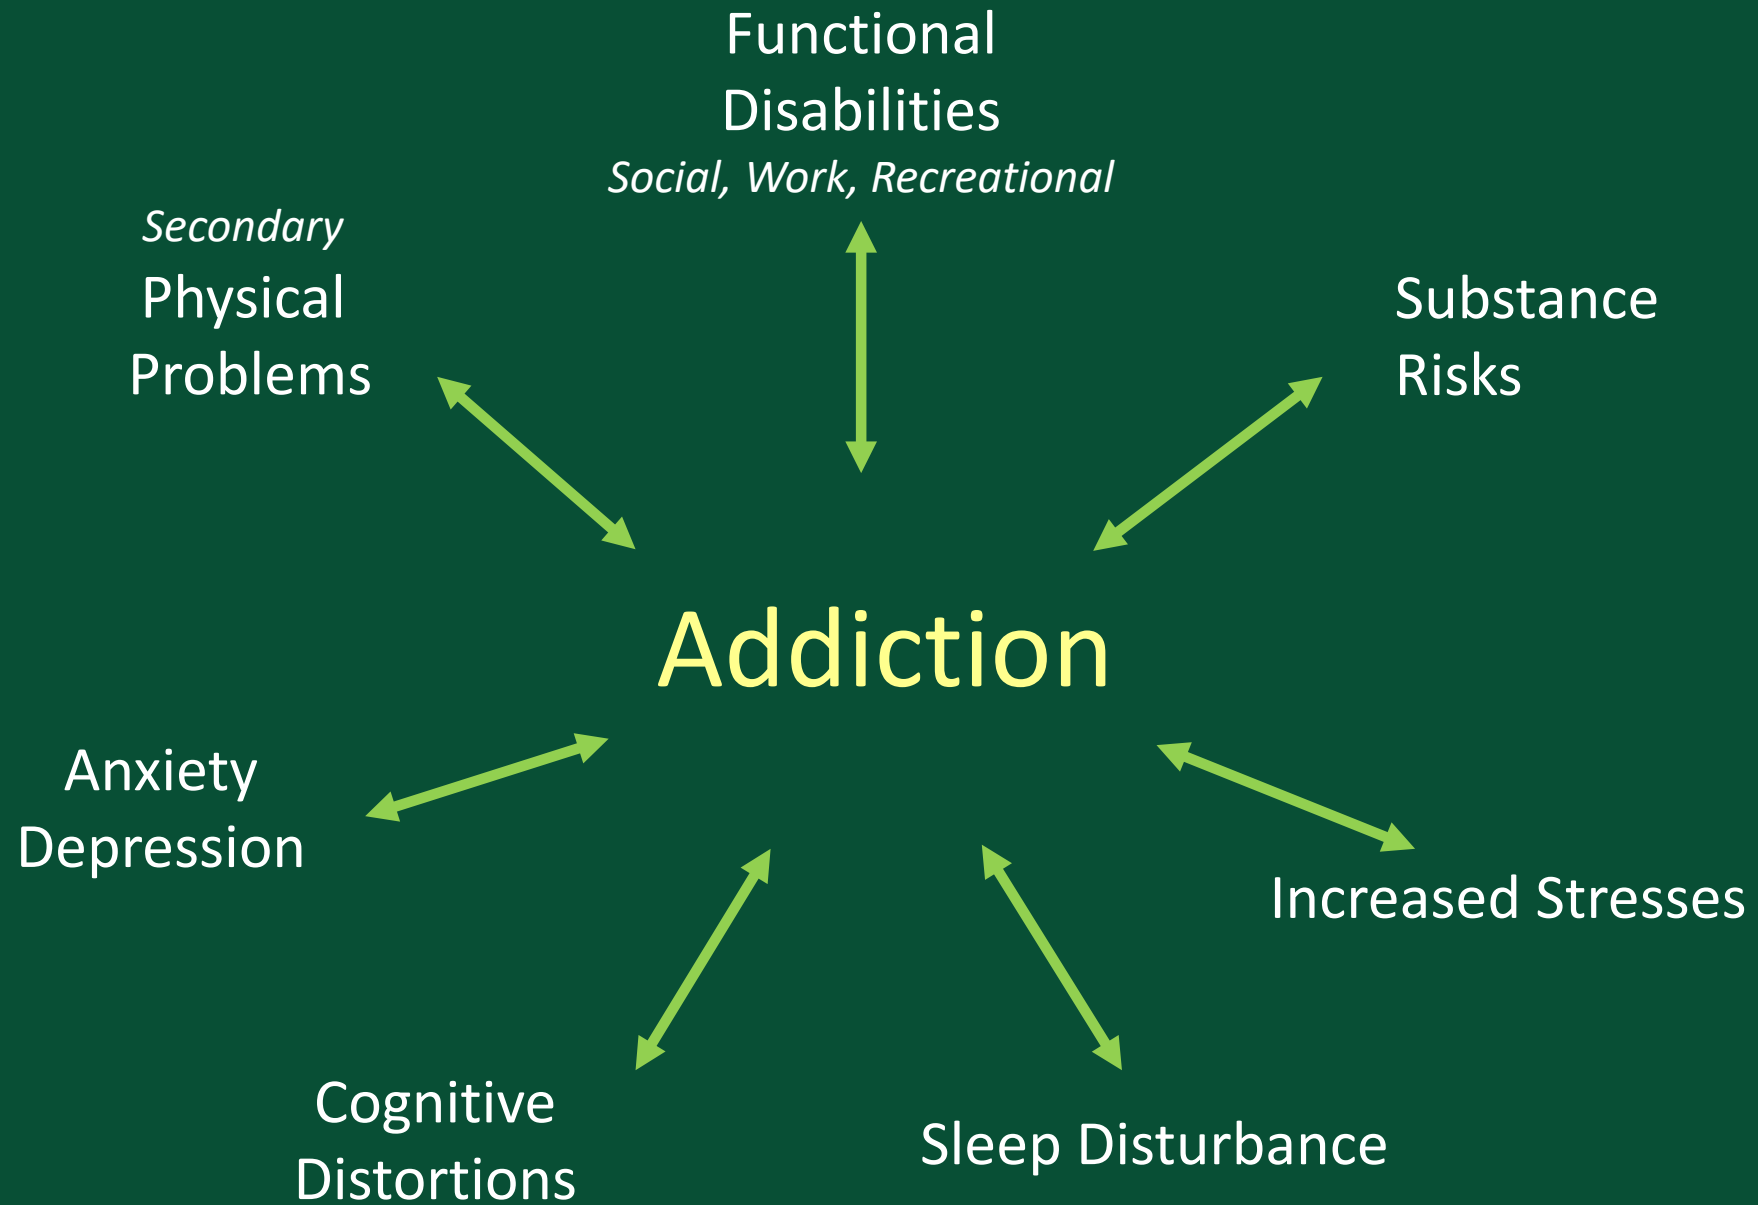 Functional
Disabilities
Social, Work, Recreational
Secondary
Physical
Problems
Substance
Risks
Addiction
Anxiety
Depression
Increased Stresses
Cognitive
Distortions
Sleep Disturbance